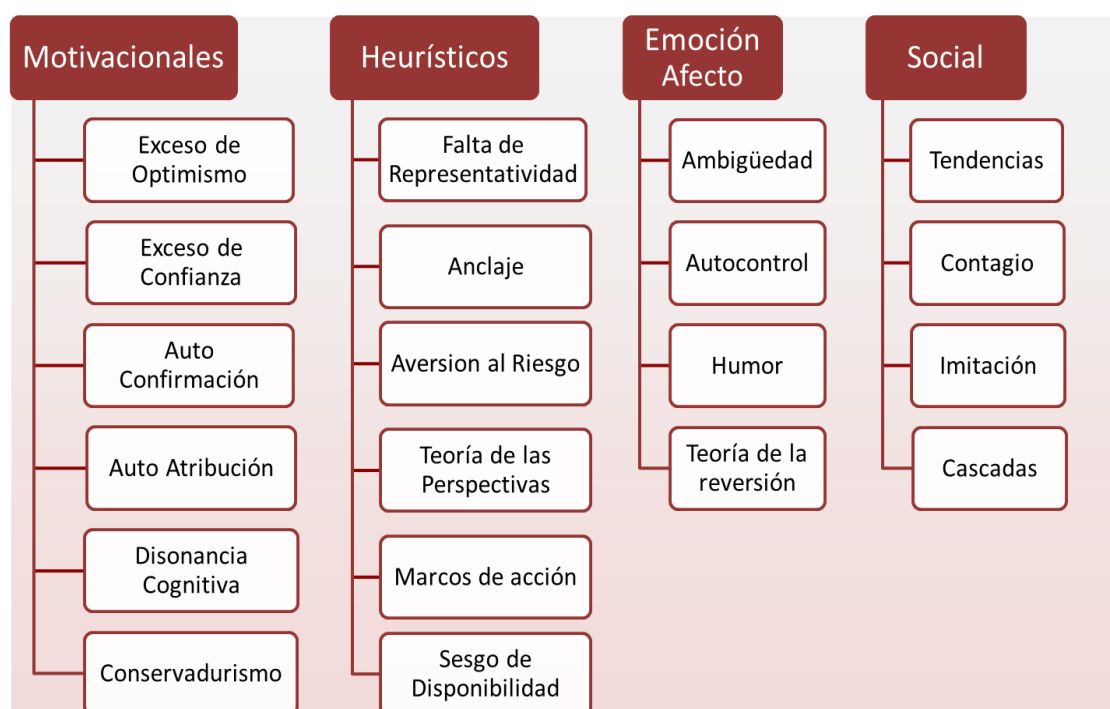 Motivacionales
Exceso de
Optimismo
Exceso de
Confianza
Auto
Confirmación
Auto Atribución
Disonancia
Cognitiva
Conservadurismo
Heurísticos
Falta de
Representatividad
Anclaje
Aversion al Riesgo
Teoría de las
Perspectivas
Marcos de acción
Sesgo de
Disponibilidad
Emoción
Afecto
Ambigüedad
Autocontrol
Humor
Teoría de la
reversión
Social
Tendencias
Contagio
Imitación
Cascadas